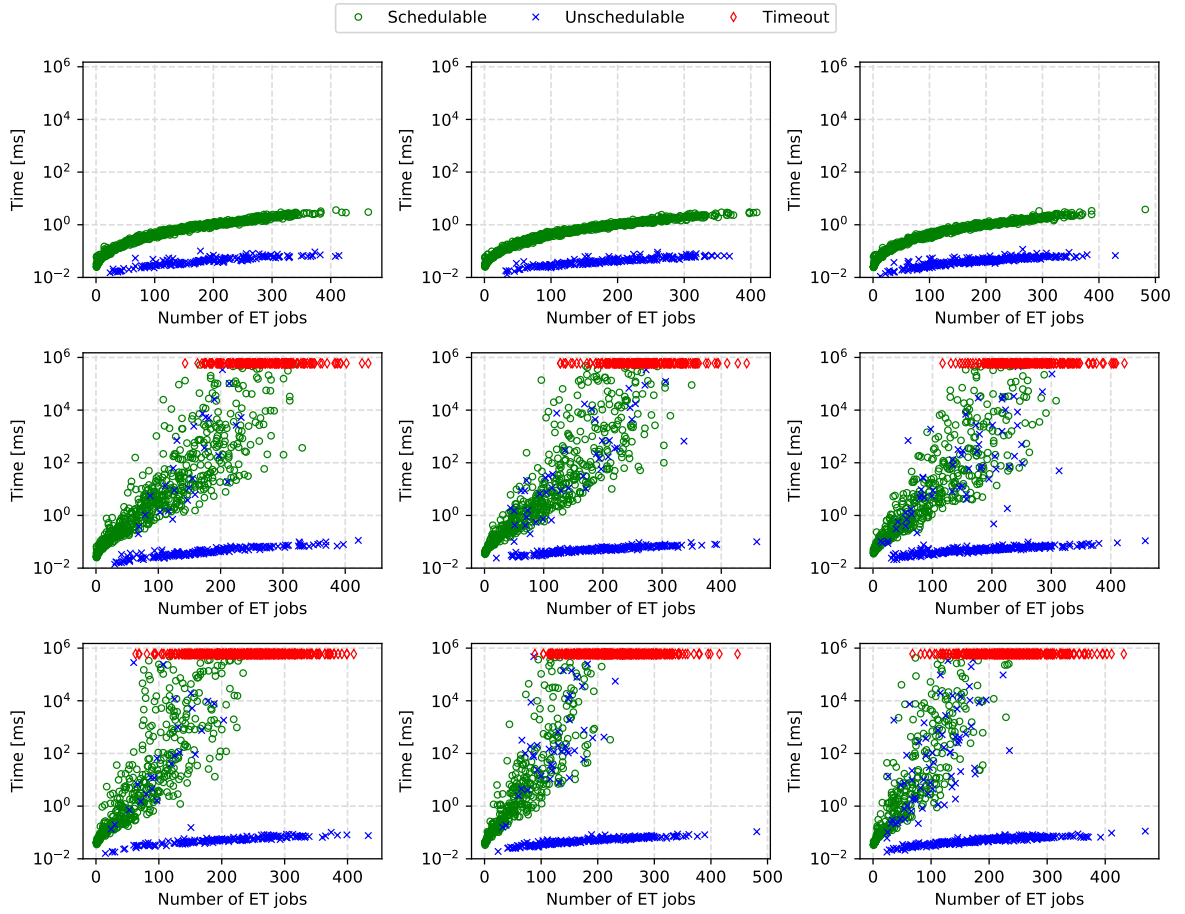 Schedulable Unschedulable Timeout
10^6 10^6 10^6
Time [ms] Time [ms] Time [ms]
10^4 10^4 10^4
10^2 10^2 10^2
10^0 10^0 10^0
10^−2 10^−2 10^−2
0 100 200 300 400 0 100 200 300 400 0 100 200 300 400 500
Number of ET jobs Number of ET jobs Number of ET jobs
10^6 10^6 10^6
Time [ms] Time [ms] Time [ms]
10^4 10^4 10^4
10^2 10^2 10^2
10^0 10^0 10^0
10^−2 10^−2 10^−2
0 100 200 300 400 0 100 200 300 400 0 100 200 300 400
Number of ET jobs Number of ET jobs Number of ET jobs
10^6 10^6 10^6
Time [ms] Time [ms] Time [ms]
10^4 10^4 10^4
10^2 10^2 10^2
10^0 10^0 10^0
10^−2 10^−2 10^−2
0 100 200 300 400 0 100 200 300 400 500 0 100 200 300 400
Number of ET jobs Number of ET jobs Number of ET jobs